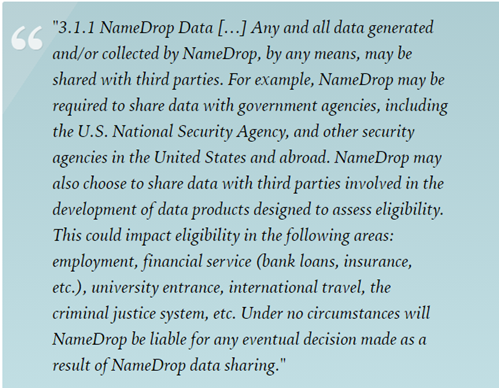 "3.1.1 NameDrop Data […] Any and all data generated
and/or collected by NameDrop, by any means, may be
shared with third parties. For example, NameDrop may be
required to share data with government agencies, including
the U.S. National Security Agency, and other security
agencies in the United States and abroad. NameDrop may
also choose to share data with third parties involved in the
development of data products designed to assess eligibility.
This could impact eligibility in the following areas:
employment, financial service (bank loans, insurance,
etc.), university entrance, international travel, the
criminal justice system, etc. Under no circumstances will
NameDrop be liable for any eventual decision made as a
result of NameDrop data sharing."